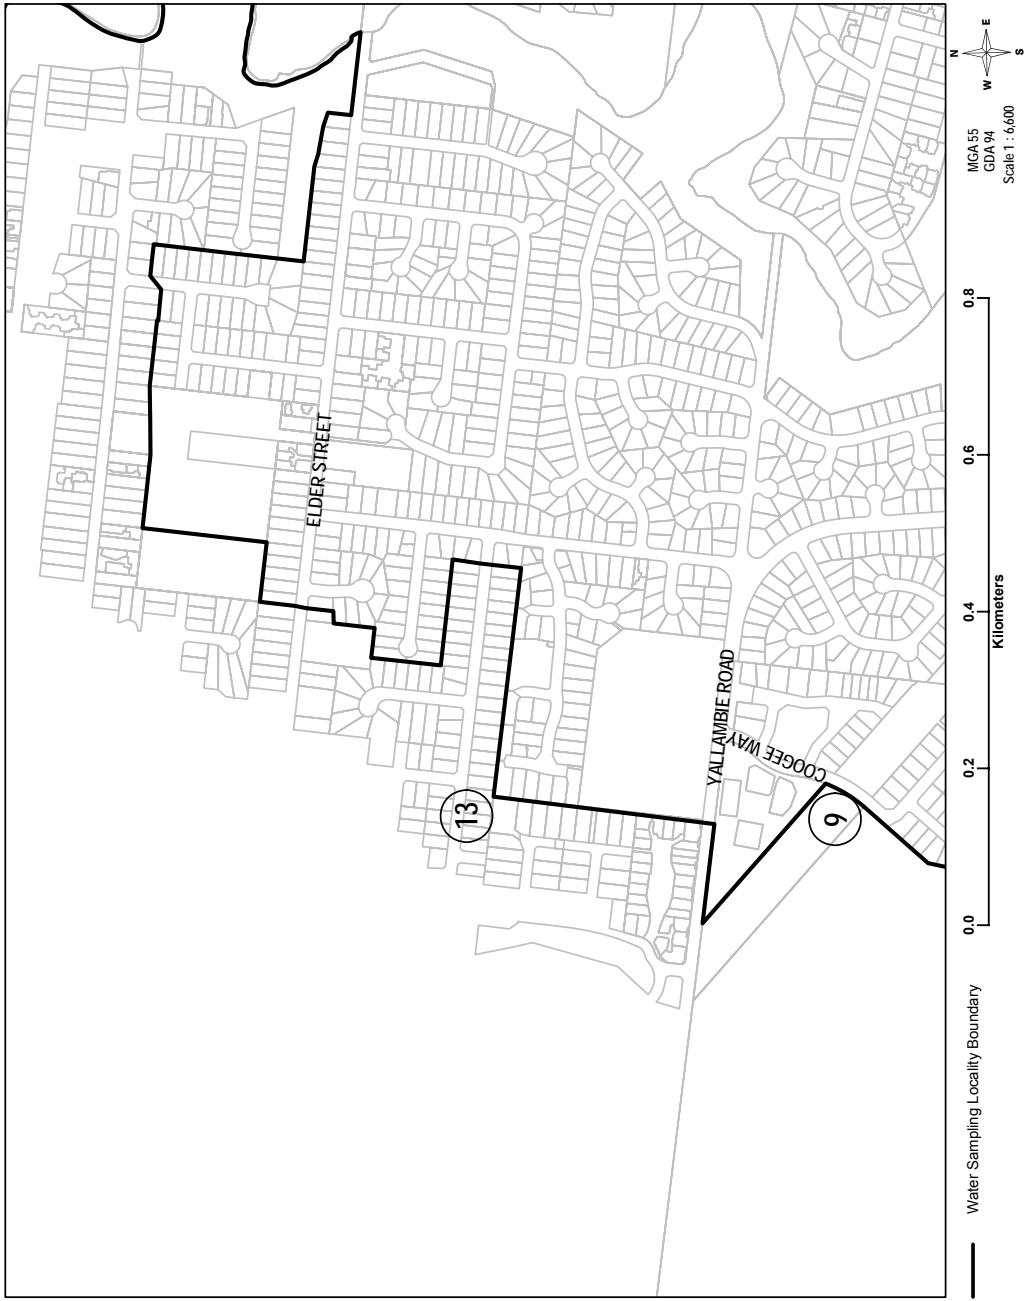 ELDER STREET
13
YALLAMBIE ROAD
COOGEE WAY
9
N
E
S
W
MGA 55
GDA 94
Scale 1 : 6,600
0.0
0.2
0.4
0.6
0.8
Kilometers
Water Sampling Locality Boundary